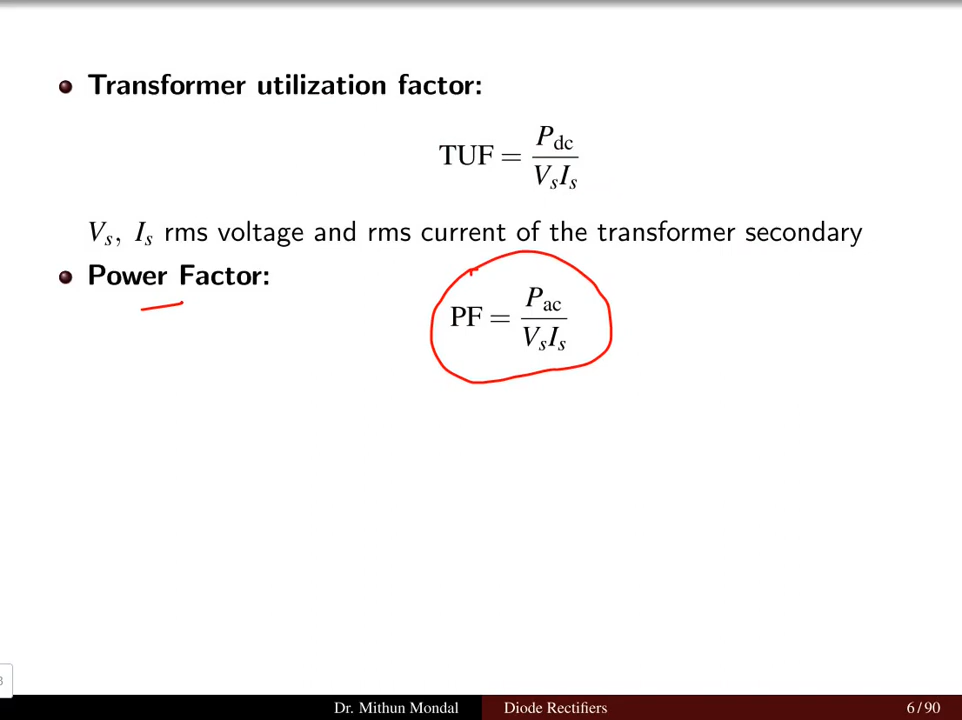 Transformer utilization factor:
TUF = P_dc / V_s I_s
V_s, I_s rms voltage and rms current of the transformer secondary
Power Factor:
PF = P_ac / V_s I_s
3
Dr. Mithun Mondal Diode Rectifiers 6 / 90